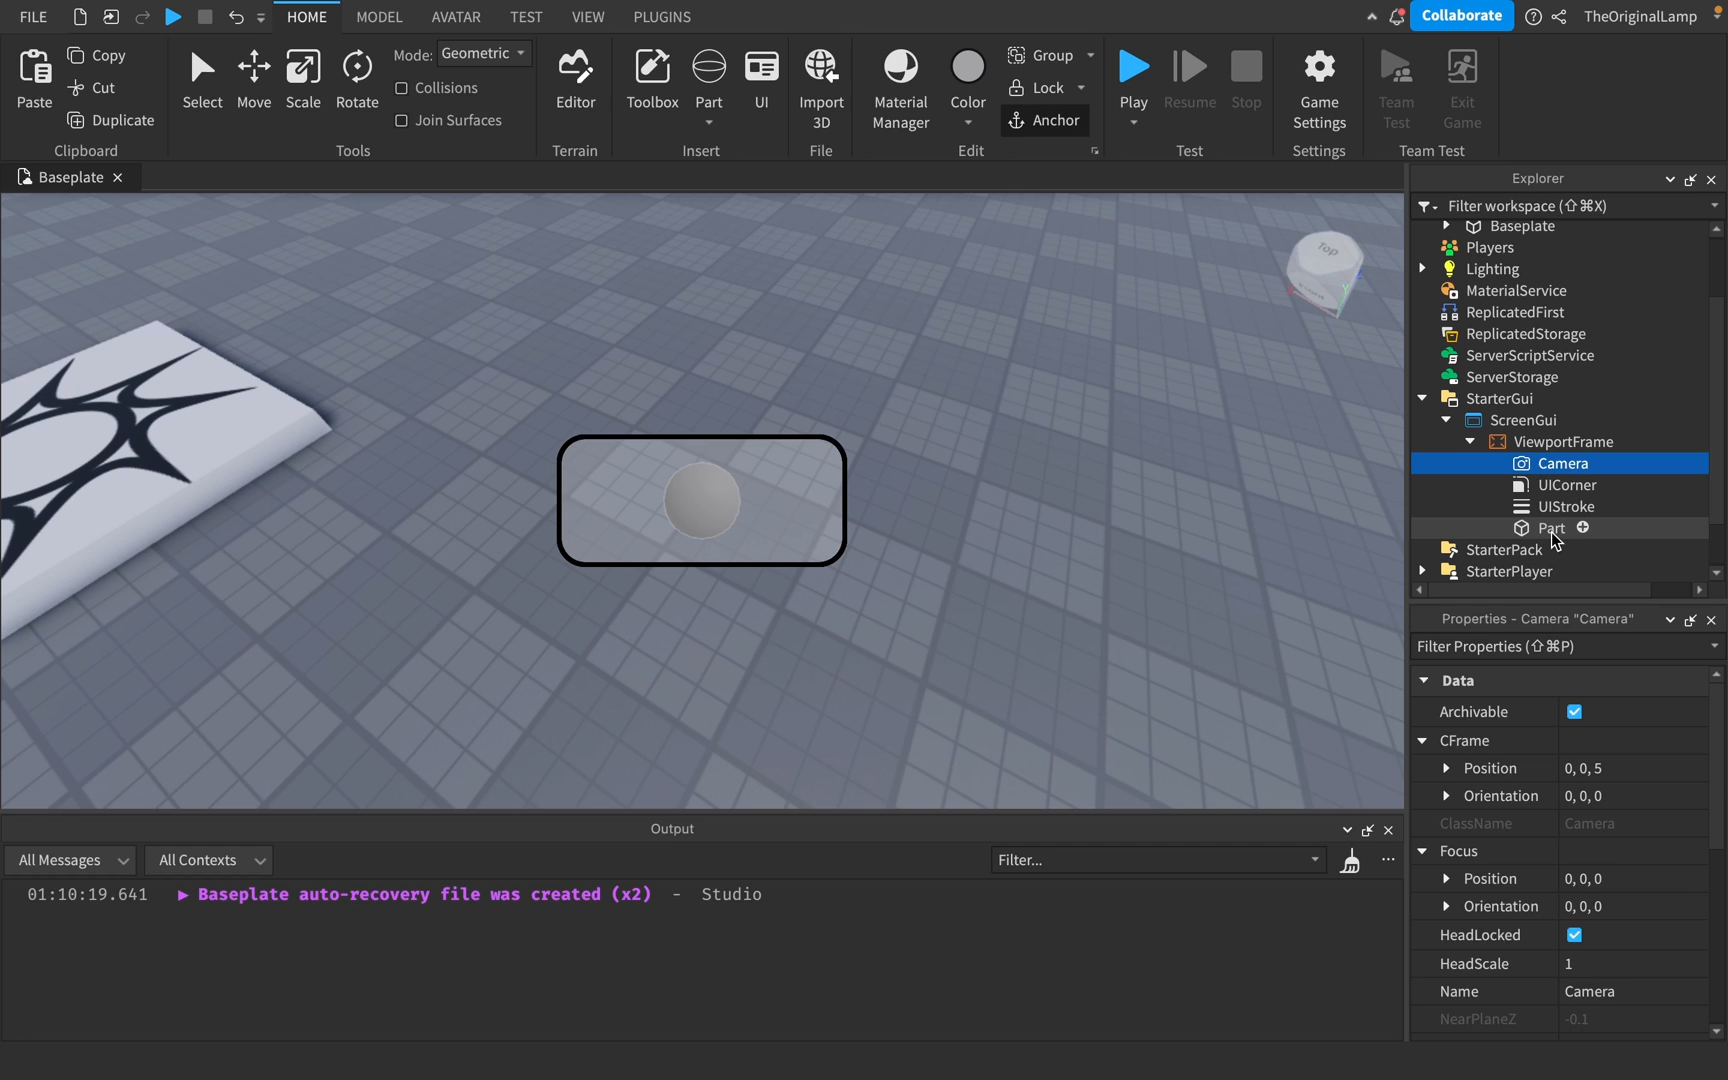 FILE
HOME
MODEL
AVATAR
TEST
VIEW
PLUGINS
Collaborate
TheOriginalLamp
Paste
Copy
Cut
Duplicate
Clipboard
Select
Move
Scale
Rotate
Mode: Geometric
Collisions
Join Surfaces
Tools
Editor
Terrain
Toolbox
Part
UI
Insert
Import
3D
File
Material
Manager
Color
Group
Lock
Anchor
Edit
Play
Resume
Stop
Test
Game
Settings
Settings
Team
Test
Exit
Game
Team Test
Baseplate
Top
Explorer
Filter workspace (⇧⌘X)
Baseplate
Players
Lighting
MaterialService
ReplicatedFirst
ReplicatedStorage
ServerScriptService
ServerStorage
StarterGui
ScreenGui
ViewportFrame
Camera
UICorner
UIStroke
Part
StarterPack
StarterPlayer
Properties - Camera "Camera"
Filter Properties (⇧⌘P)
Data
Archivable
CFrame
Position 0, 0, 5
Orientation 0, 0, 0
ClassName Camera
Focus
Position 0, 0, 0
Orientation 0, 0, 0
HeadLocked
HeadScale 1
Name Camera
NearPlaneZ -0.1
Output
All Messages
All Contexts
Filter...
01:10:19.641 ▶ Baseplate auto-recovery file was created (x2) - Studio